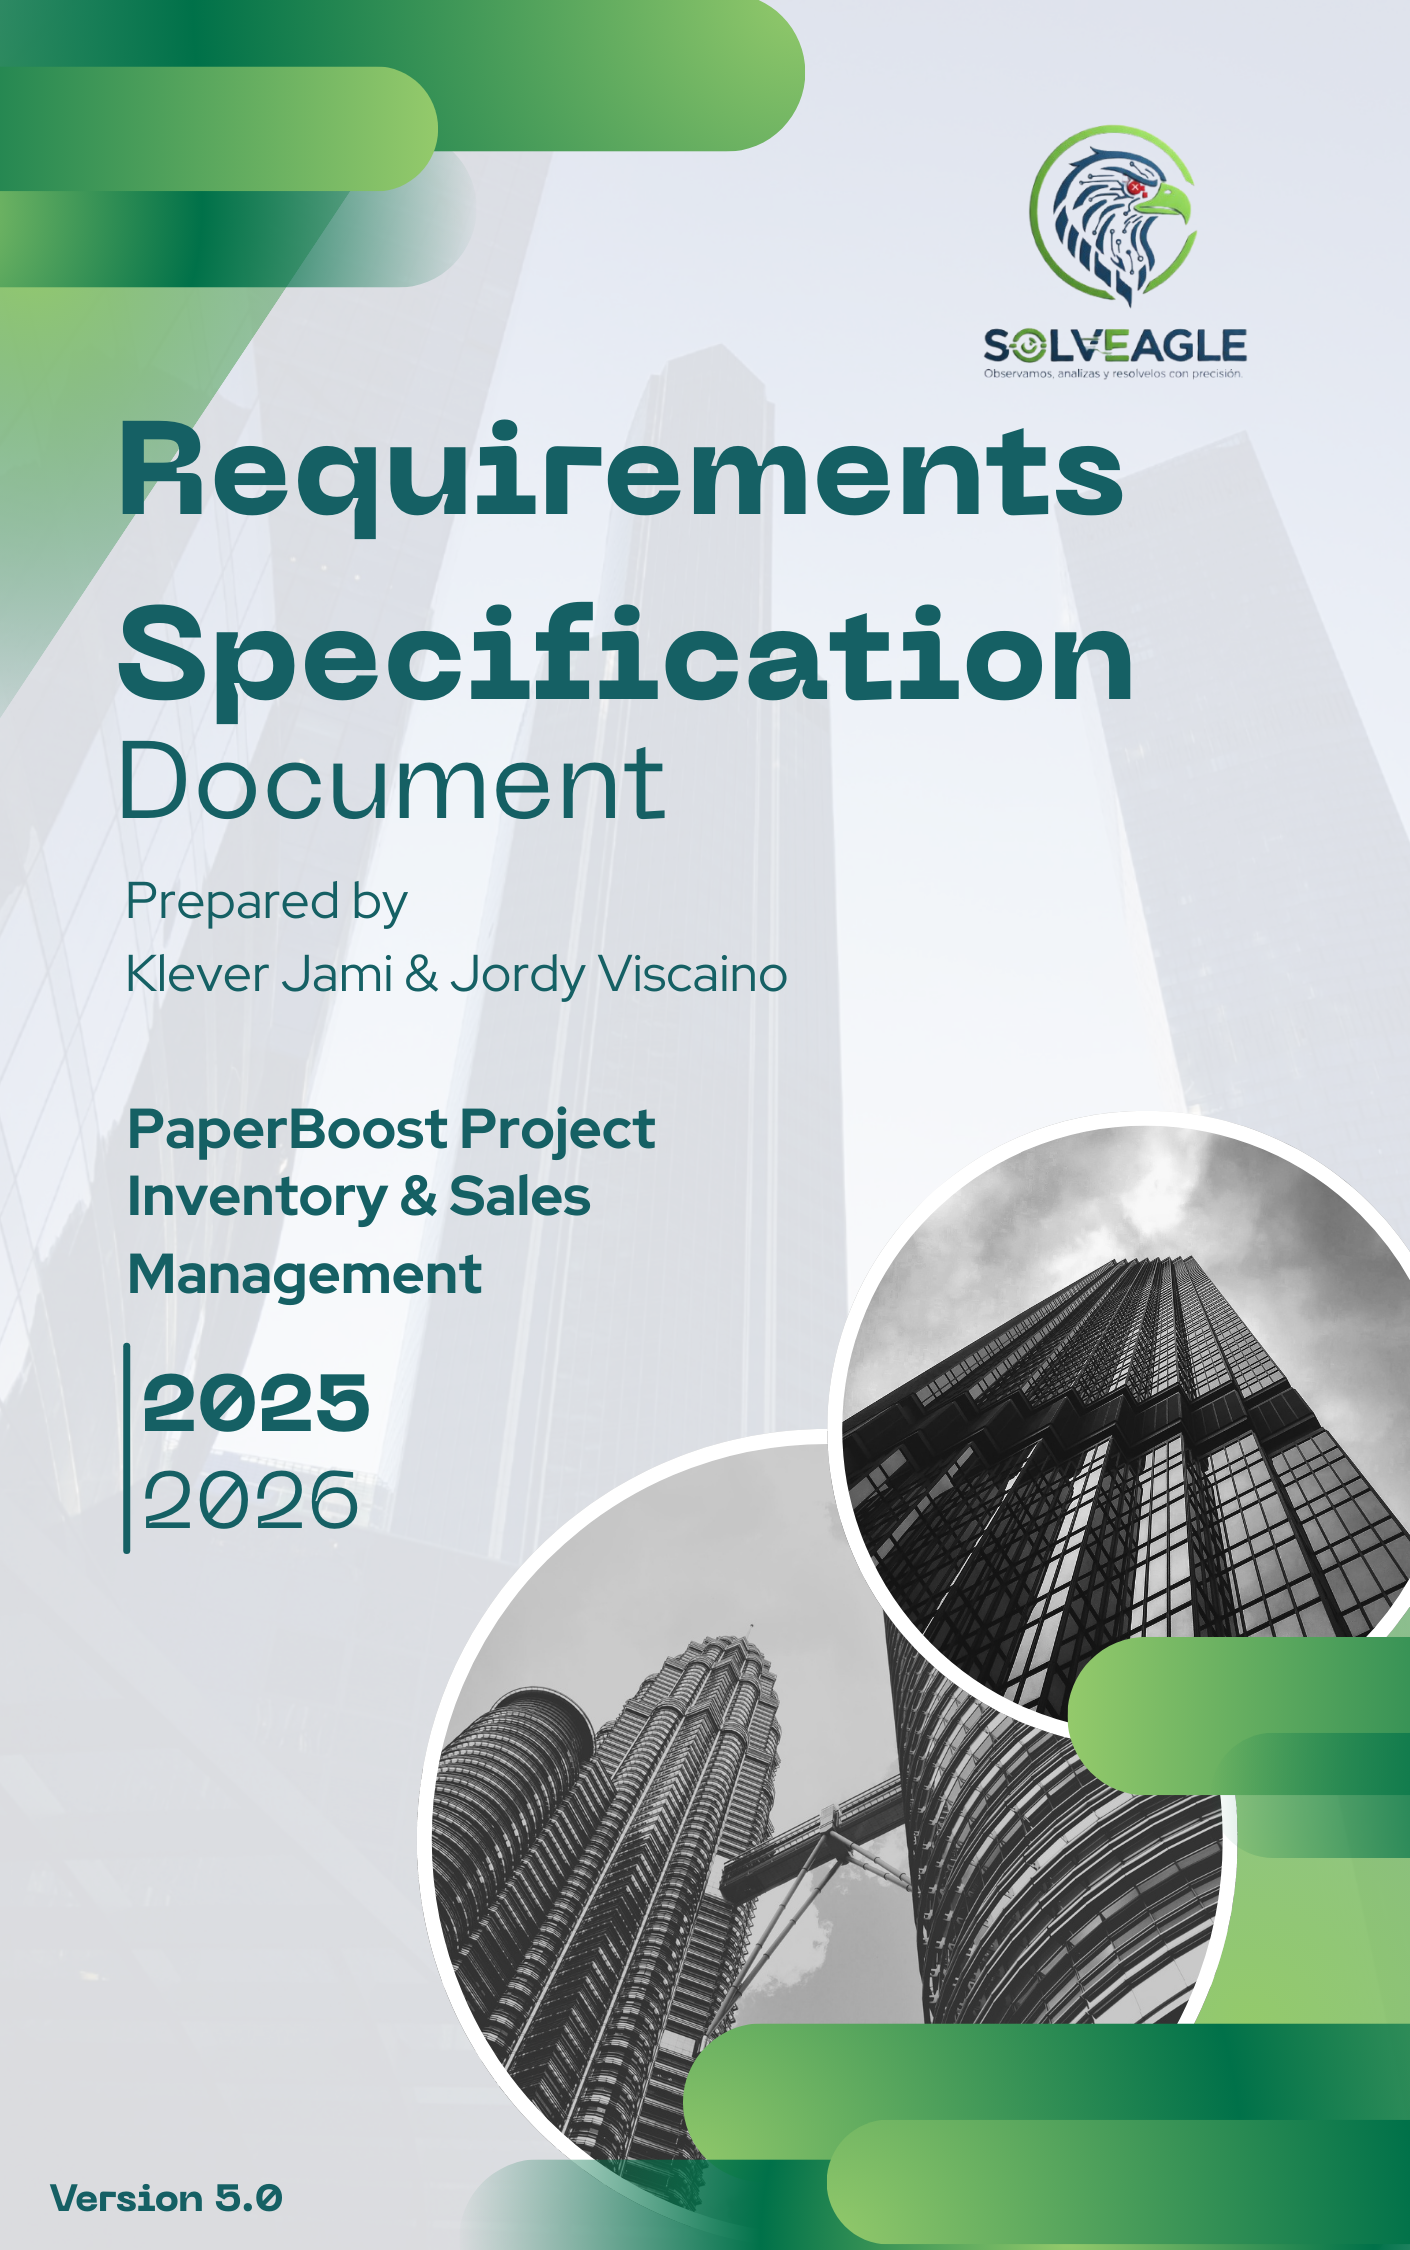 SOLVEAGLE
Observamos, analizas y resolvelos con precisión.
Requirements
Specification
Document
Prepared by
Klever Jami & Jordy Viscaino
PaperBoost Project
Inventory & Sales
Management
2025
2026
Version 5.0